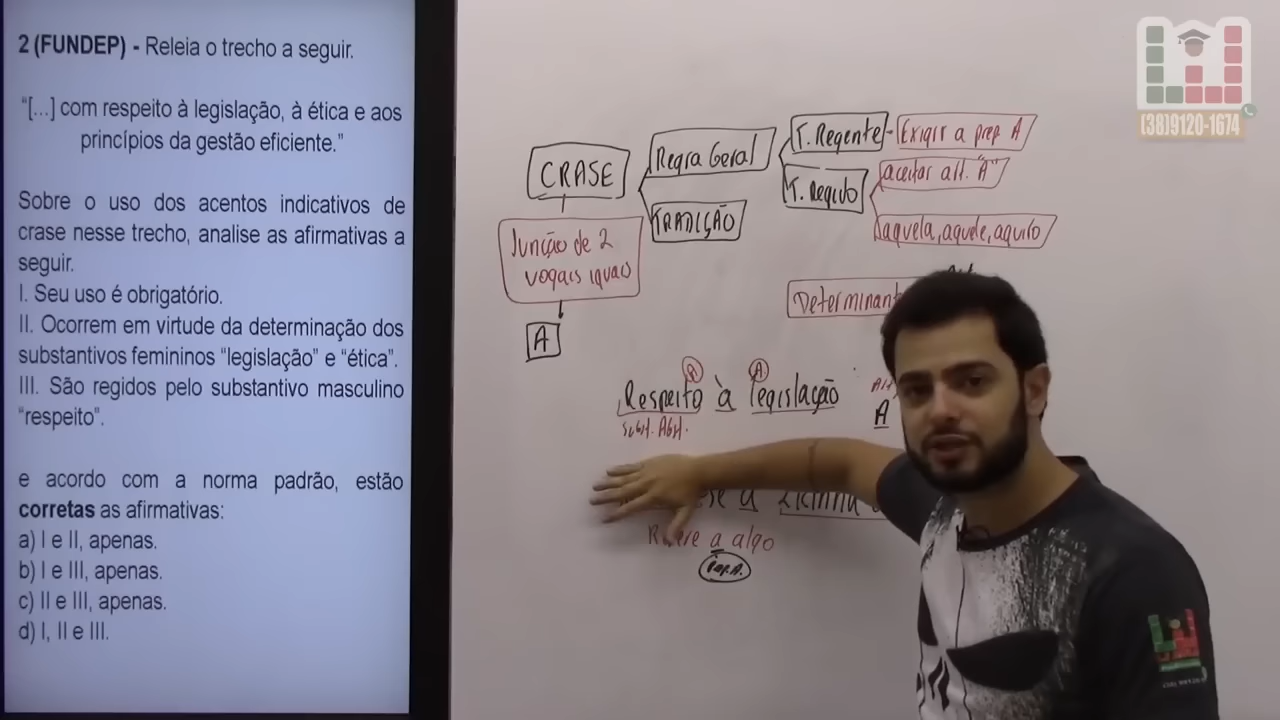 2 (FUNDEP) - Releia o trecho a seguir.
“[...] com respeito à legislação, à ética e aos
princípios da gestão eficiente.”
Sobre o uso dos acentos indicativos de
crase nesse trecho, analise as afirmativas a
seguir.
I. Seu uso é obrigatório.
II. Ocorrem em virtude da determinação dos
substantivos femininos “legislação” e “ética”.
III. São regidos pelo substantivo masculino
“respeito”.
e acordo com a norma padrão, estão
corretas as afirmativas:
a) I e II, apenas.
b) I e III, apenas.
c) II e III, apenas.
d) I, II e III.
(38)9120-1674
CRASE
Regra Geral
TRADIÇÃO
T. Regente - Exigir a prep A
T. Regido
aceitar art. "A"
aquela, aquele, aquilo
Junção de 2
vogais iguais
A
Determinant
A A
Respeito à legislação
Subst. Abst.
A
a
a algo
Prep. A